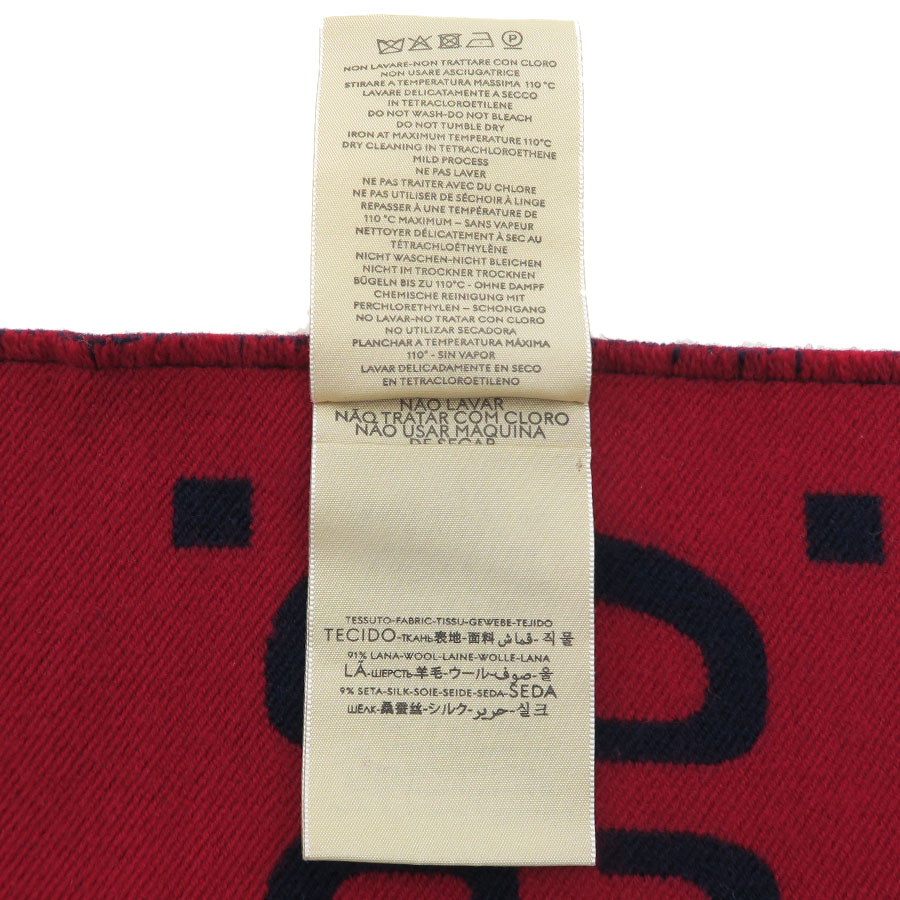 NON LAVARE-NON TRATTARE CON CLORO
NON USARE ASCIUGATRICE
STIRARE A TEMPERATURA MASSIMA 110 °C
LAVARE DELICATAMENTE A SECCO
IN TETRACLOROETILENE
DO NOT WASH-DO NOT BLEACH
DO NOT TUMBLE DRY
IRON AT MAXIMUM TEMPERATURE 110°C
DRY CLEANING IN TETRACHLOROETHENE
MILD PROCESS
NE PAS LAVER
NE PAS TRAITER AVEC DU CHLORE
NE PAS UTILISER DE SÉCHOIR À LINGE
REPASSER À UNE TEMPÉRATURE DE
110 °C MAXIMUM – SANS VAPEUR
NETTOYER DÉLICATEMENT À SEC AU
TÉTRACHLOÉTHYLÈNE
NICHT WASCHEN-NICHT BLEICHEN
NICHT IM TROCKNER TROCKNEN
BÜGELN BIS ZU 110°C - OHNE DAMPF
CHEMISCHE REINIGUNG MIT
PERCHLORETHYLEN – SCHONGANG
NO LAVAR-NO TRATAR CON CLORO
NO UTILIZAR SECADORA
PLANCHAR A TEMPERATURA MÁXIMA
110° - SIN VAPOR
LAVAR DELICADAMENTE EN SECO
EN TETRACLOROETILENO
NÃO LAVAR
NÃO TRATAR COM CLORO
NÃO USAR MÁQUINA
DE SECAR
TESSUTO-FABRIC-TISSU-GEWEBE-TEJIDO
TECIDO-ТКАНЬ表地-面料-قماش-직물
91% LANA-WOOL-LAINE-WOLLE-LANA
LÃ-ШЕРСТЬ-羊毛-ウール-صوف-울
9% SETA-SILK-SOIE-SEIDE-SEDA-SEDA
ШЕЛК-桑蚕丝-シルク-حرير-실크